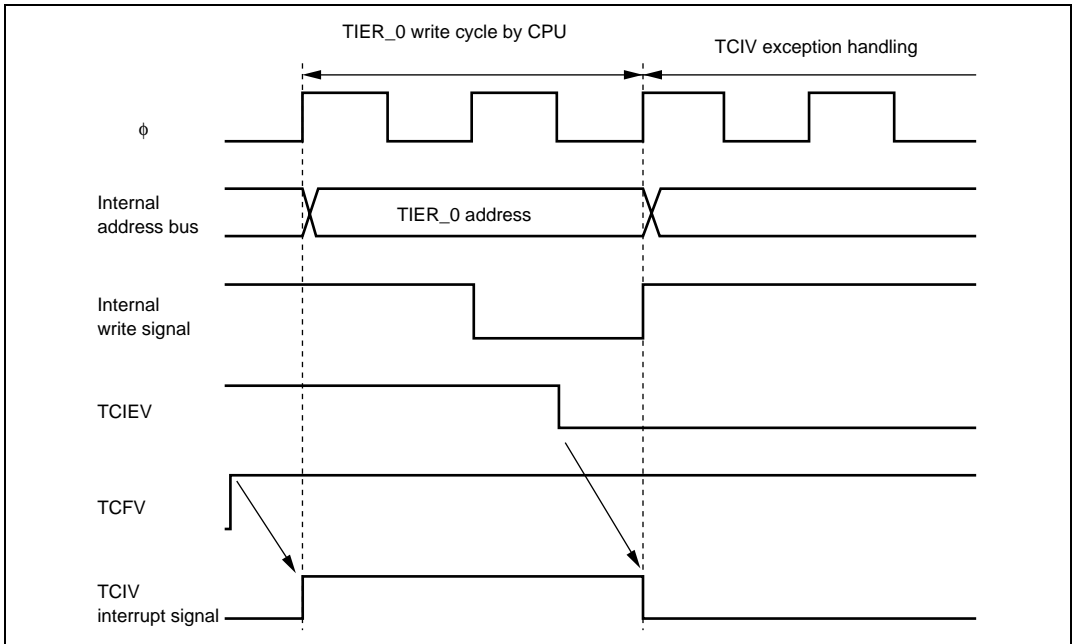 TIER_0 write cycle by CPU
TCIV exception handling
ϕ
Internal
address bus
TIER_0 address
Internal
write signal
TCIEV
TCFV
TCIV
interrupt signal